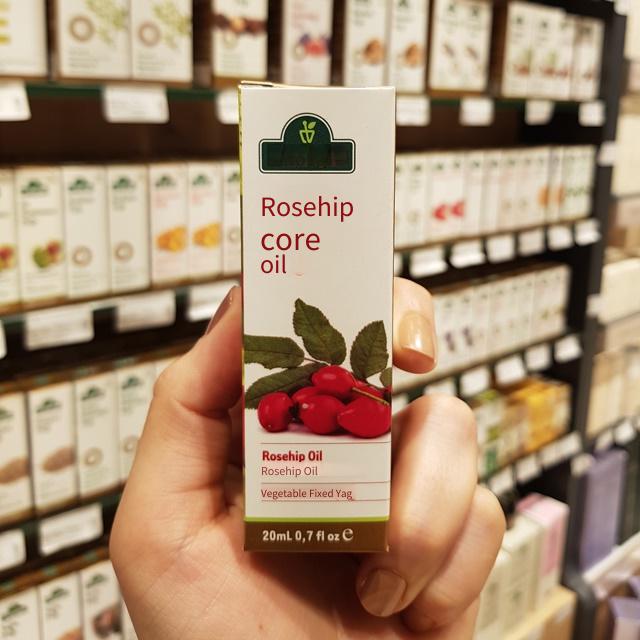 Rosehip
core
oil
Rosehip Oil
Rosehip Oil
Vegetable Fixed Yag
20mL 0,7 fl oz ℮